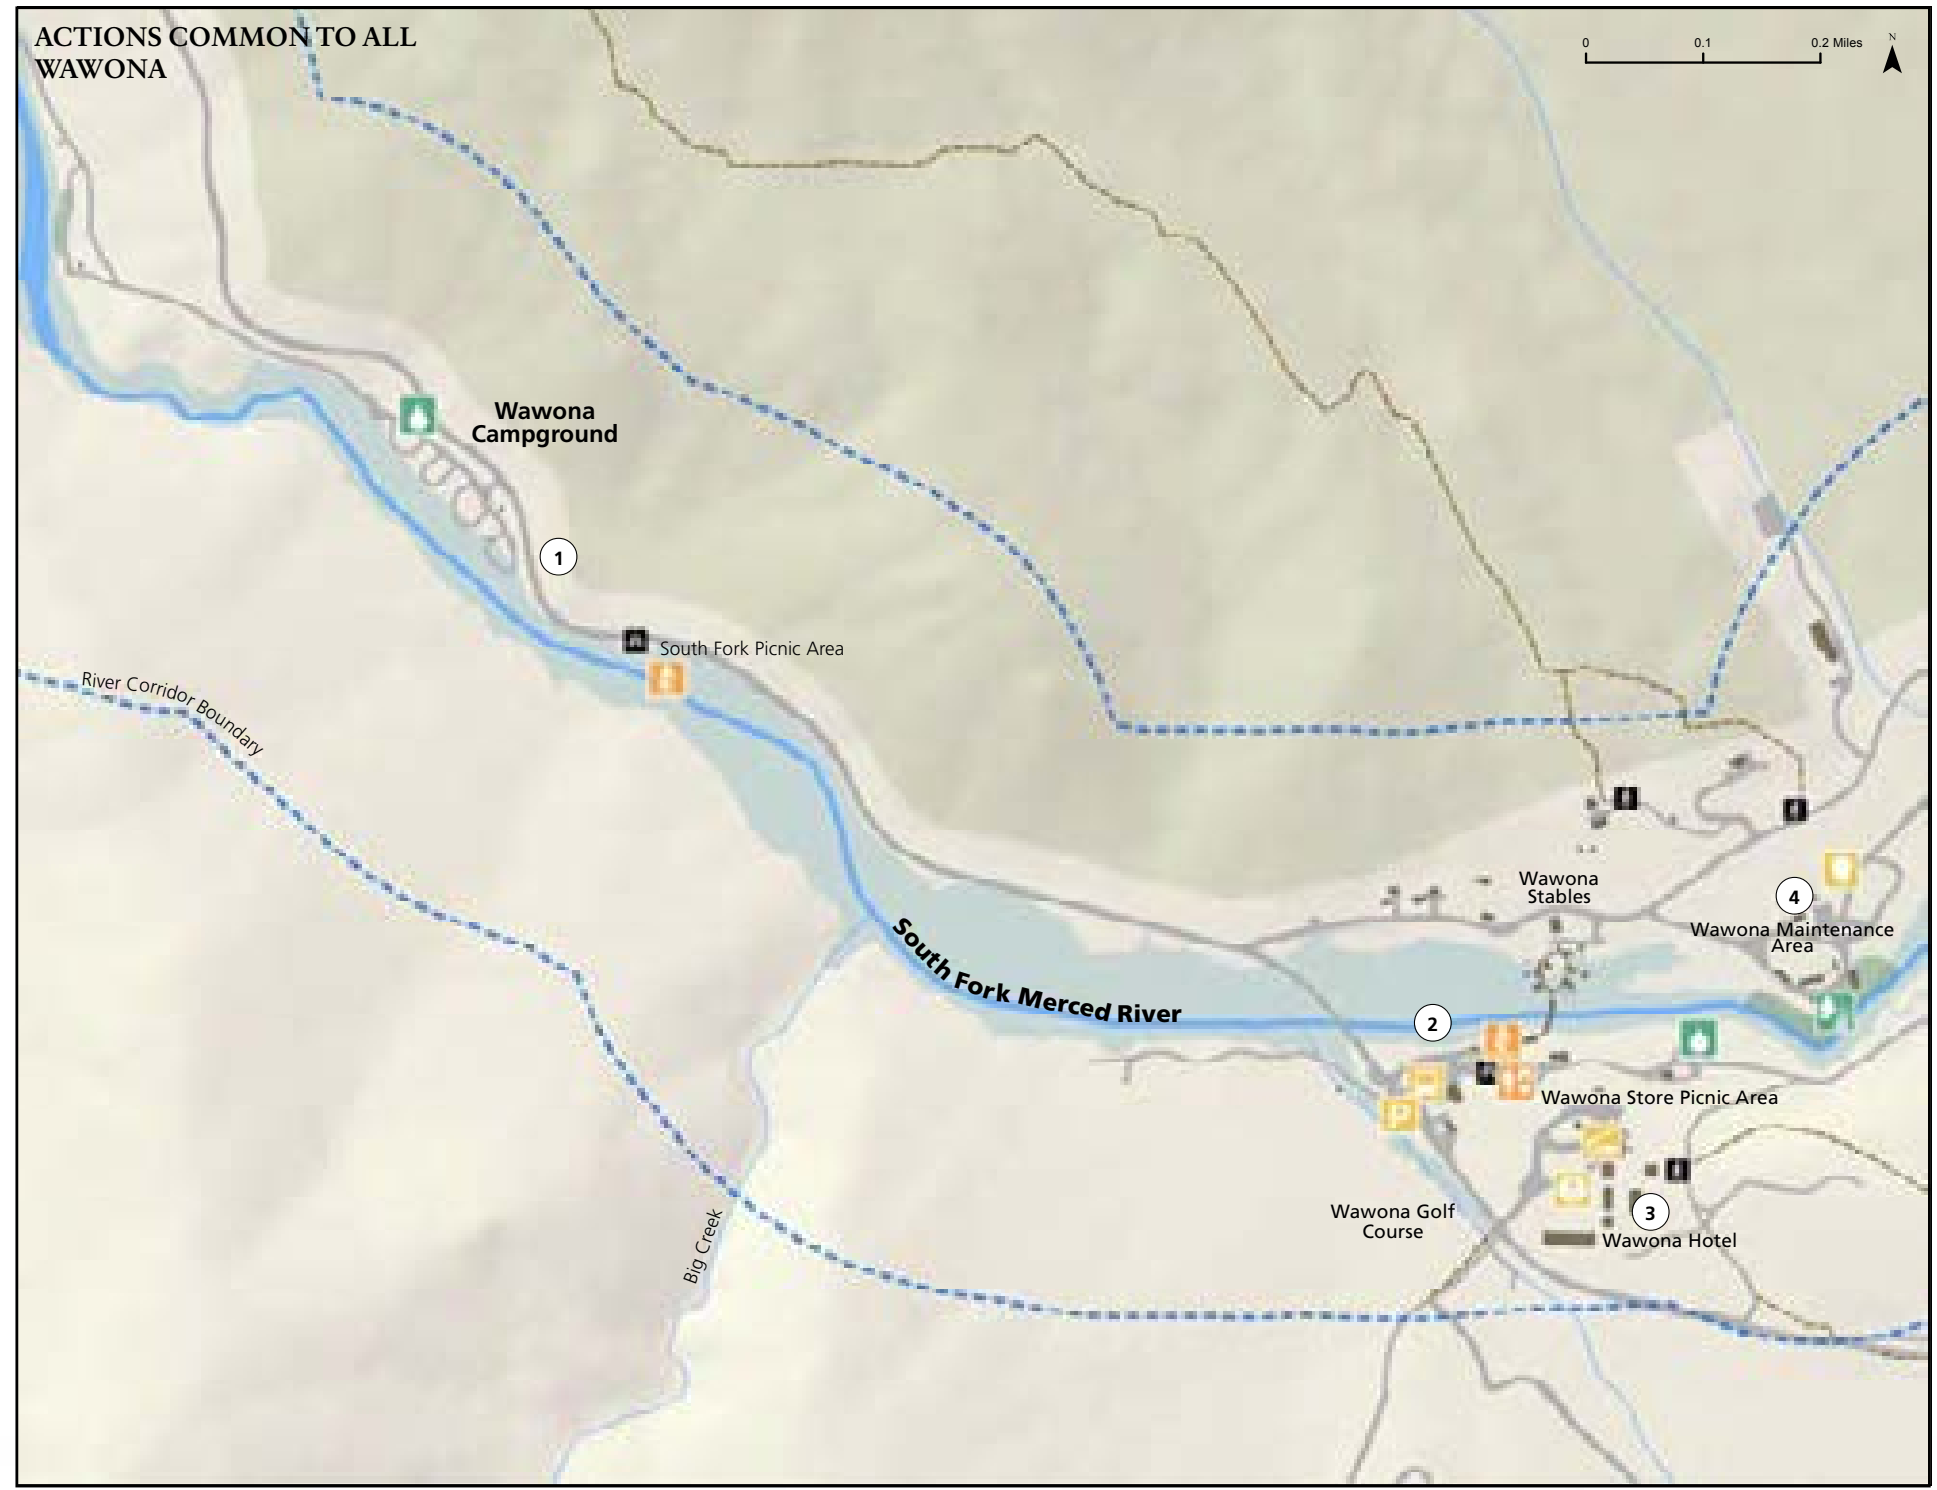 ACTIONS COMMON TO ALL
WAWONA
0 0.1 0.2 Miles
N
Wawona
Campground
1
South Fork Picnic Area
River Corridor Boundary
Wawona
Stables
4
Wawona Maintenance
Area
South Fork Merced River
2
Wawona Store Picnic Area
P
Wawona Golf
Course
3
Wawona Hotel
Big Creek